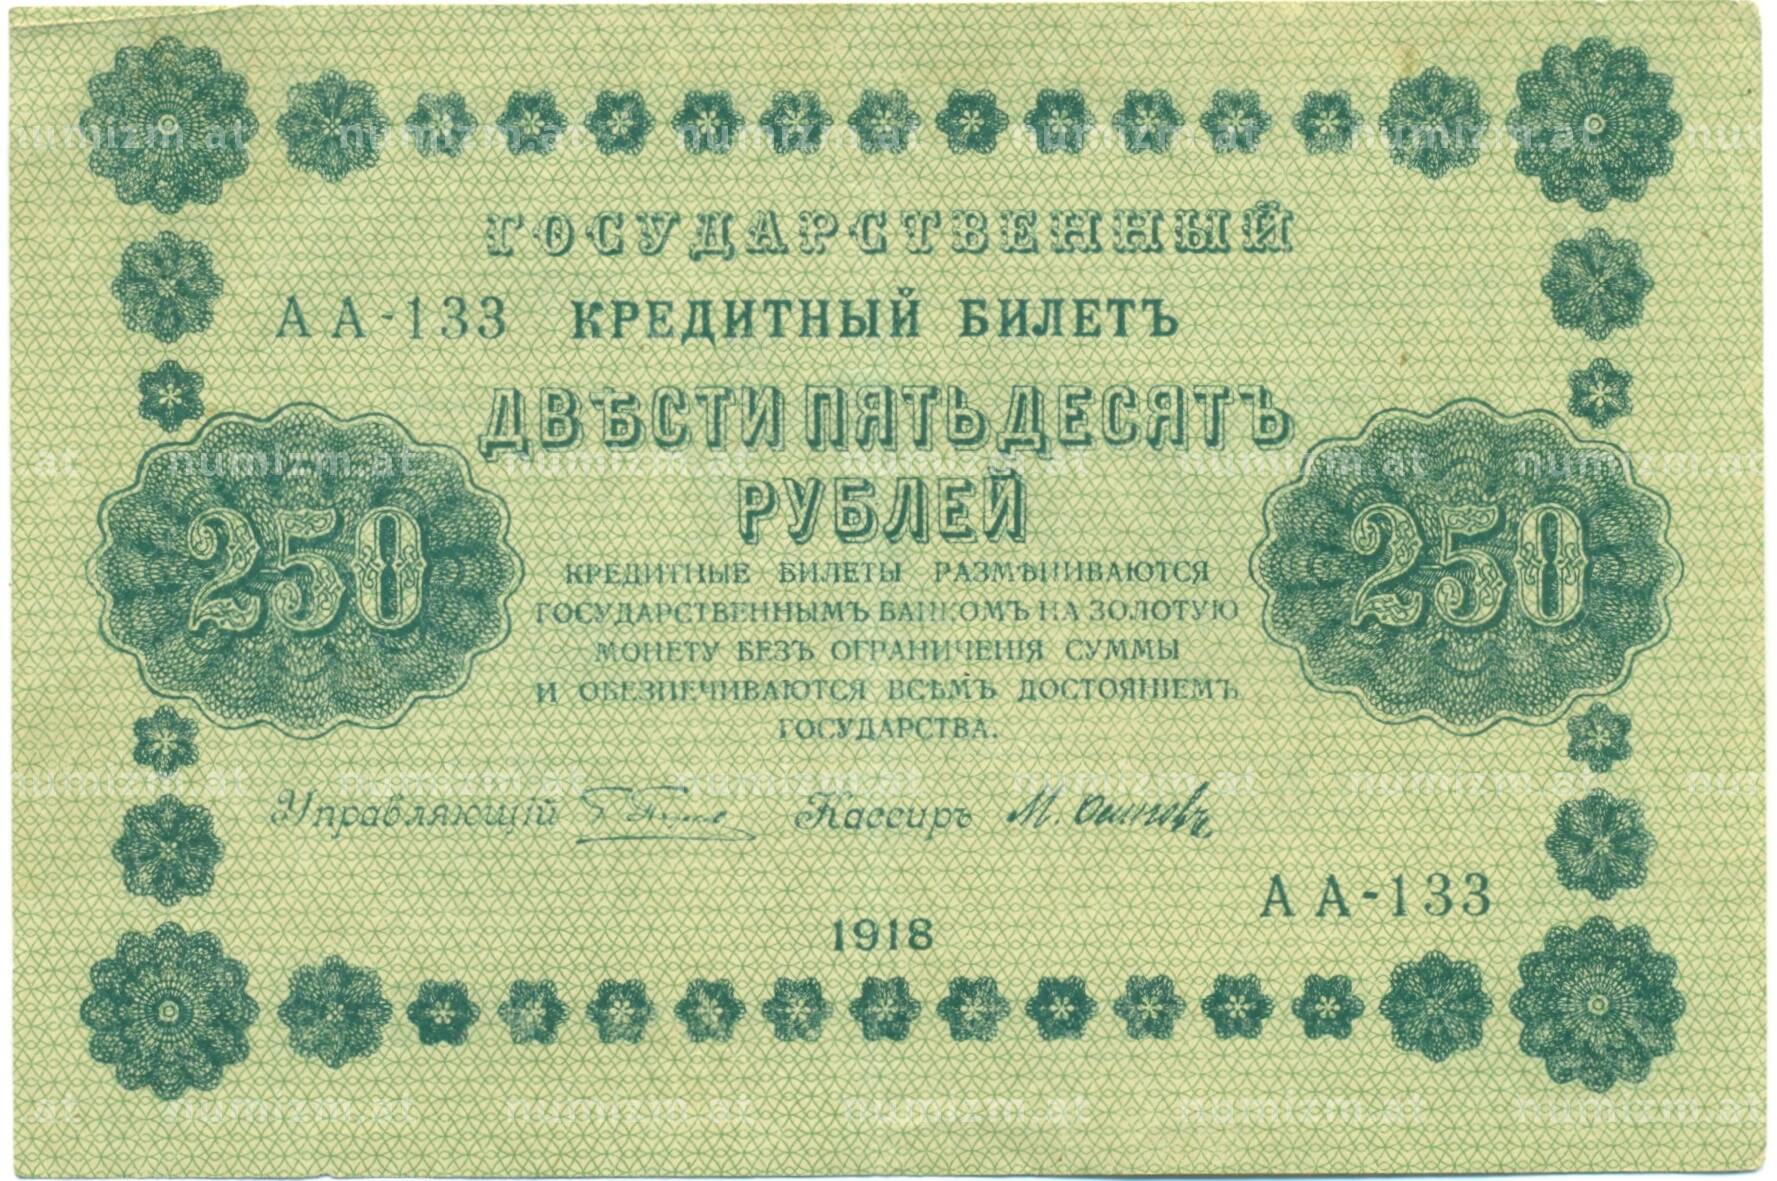 ГОСУДАРСТВЕННЫЙ
АА-133 КРЕДИТНЫЙ БИЛЕТЪ
ДВѢСТИ ПЯТЬДЕСЯТЪ
РУБЛЕЙ
250 250
КРЕДИТНЫЕ БИЛЕТЫ РАЗМѢНИВАЮТСЯ
ГОСУДАРСТВЕННЫМЪ БАНКОМЪ НА ЗОЛОТУЮ
МОНЕТУ БЕЗЪ ОГРАНИЧЕНІЯ СУММЫ
И ОБЕЗПЕЧИВАЮТСЯ ВСѢМЪ ДОСТОЯНІЕМЪ
ГОСУДАРСТВА.
Управляющій Кассиръ М. Осиповъ
АА-133
1918
numizm.at